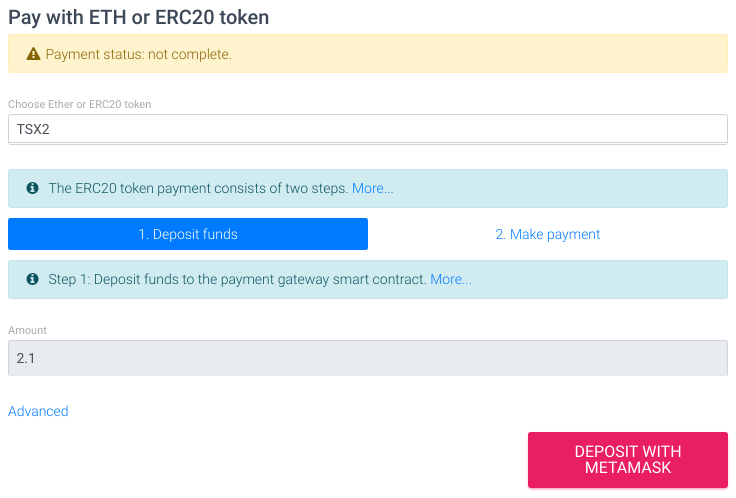 Pay with ETH or ERC20 token
Payment status: not complete.
Choose Ether or ERC20 token
TSX2
The ERC20 token payment consists of two steps. More...
1. Deposit funds
2. Make payment
Step 1: Deposit funds to the payment gateway smart contract. More...
Amount
2.1
Advanced
DEPOSIT WITH
METAMASK